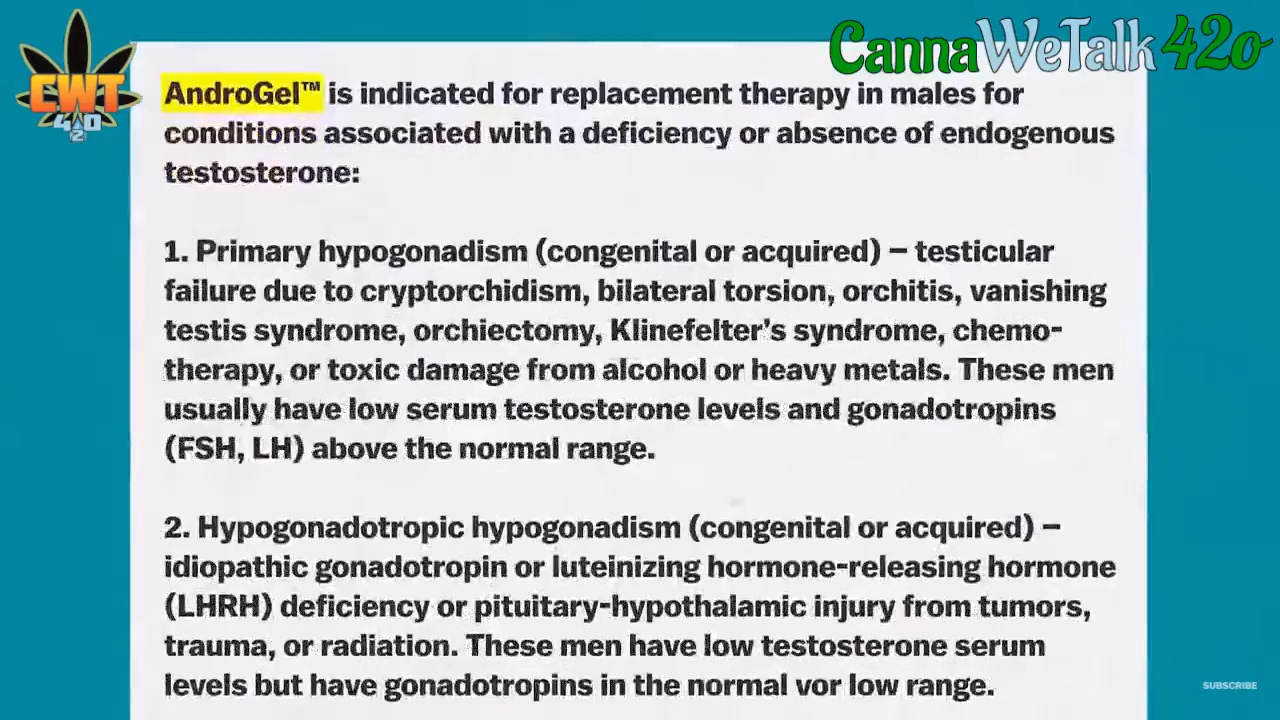 CannaWeTalk 420
CWT
420
AndroGel™ is indicated for replacement therapy in males for
conditions associated with a deficiency or absence of endogenous
testosterone:
1. Primary hypogonadism (congenital or acquired) – testicular
failure due to cryptorchidism, bilateral torsion, orchitis, vanishing
testis syndrome, orchiectomy, Klinefelter's syndrome, chemo-
therapy, or toxic damage from alcohol or heavy metals. These men
usually have low serum testosterone levels and gonadotropins
(FSH, LH) above the normal range.
2. Hypogonadotropic hypogonadism (congenital or acquired) –
idiopathic gonadotropin or luteinizing hormone-releasing hormone
(LHRH) deficiency or pituitary-hypothalamic injury from tumors,
trauma, or radiation. These men have low testosterone serum
levels but have gonadotropins in the normal vor low range.
SUBSCRIBE